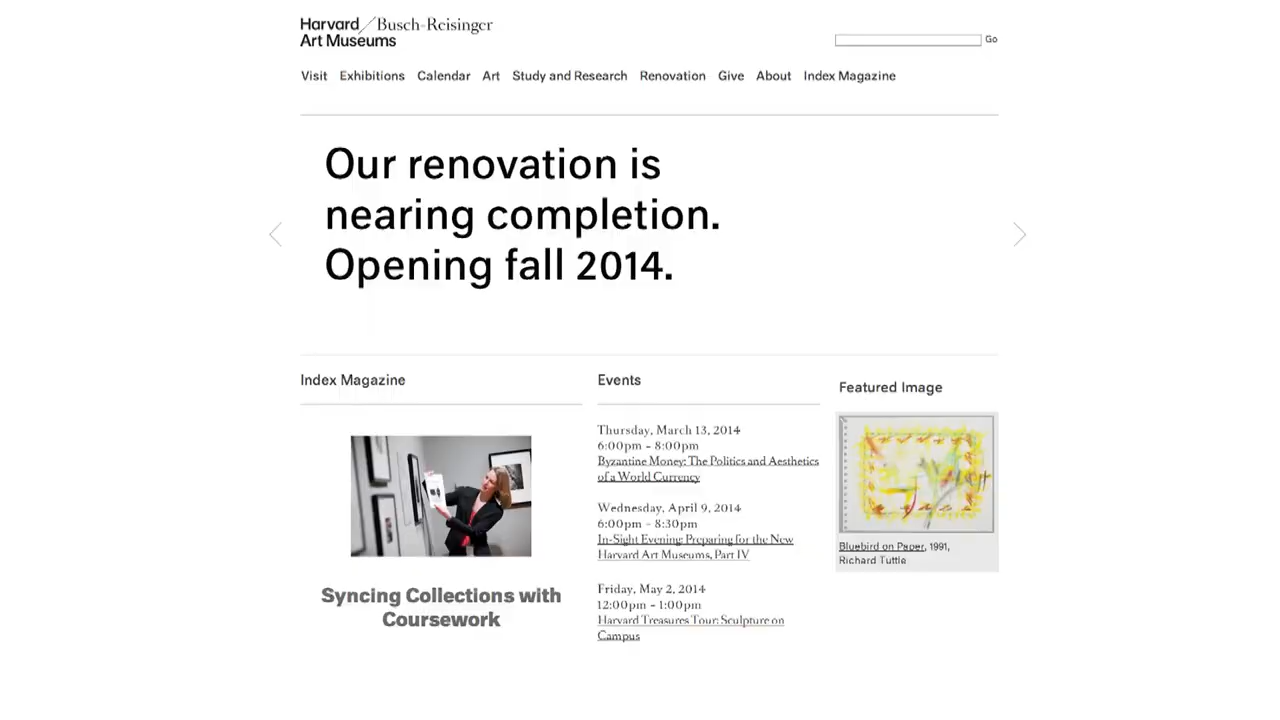 Harvard / Busch-Reisinger
Art Museums
Go
Visit Exhibitions Calendar Art Study and Research Renovation Give About Index Magazine
Our renovation is
nearing completion.
Opening fall 2014.
Index Magazine
Syncing Collections with
Coursework
Events
Thursday, March 13, 2014
6:00pm – 8:00pm
Byzantine Money: The Politics and Aesthetics
of a World Currency
Wednesday, April 9, 2014
6:00pm – 8:30pm
In-Sight Evening: Preparing for the New
Harvard Art Museums, Part IV
Friday, May 2, 2014
12:00pm – 1:00pm
Harvard Treasures Tour: Sculpture on
Campus
Featured Image
Bluebird on Paper, 1991,
Richard Tuttle